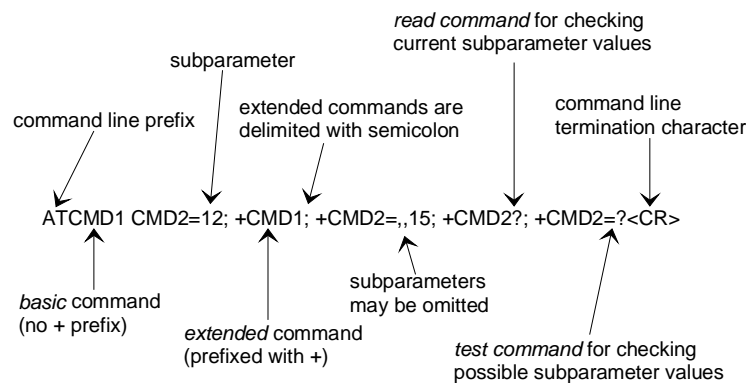 read command for checking
current subparameter values
subparameter
extended commands are
delimited with semicolon
command line
termination character
command line prefix
ATCMD1 CMD2=12; +CMD1; +CMD2=,,15; +CMD2?; +CMD2=?<CR>
basic command
(no + prefix)
extended command
(prefixed with +)
subparameters
may be omitted
test command for checking
possible subparameter values